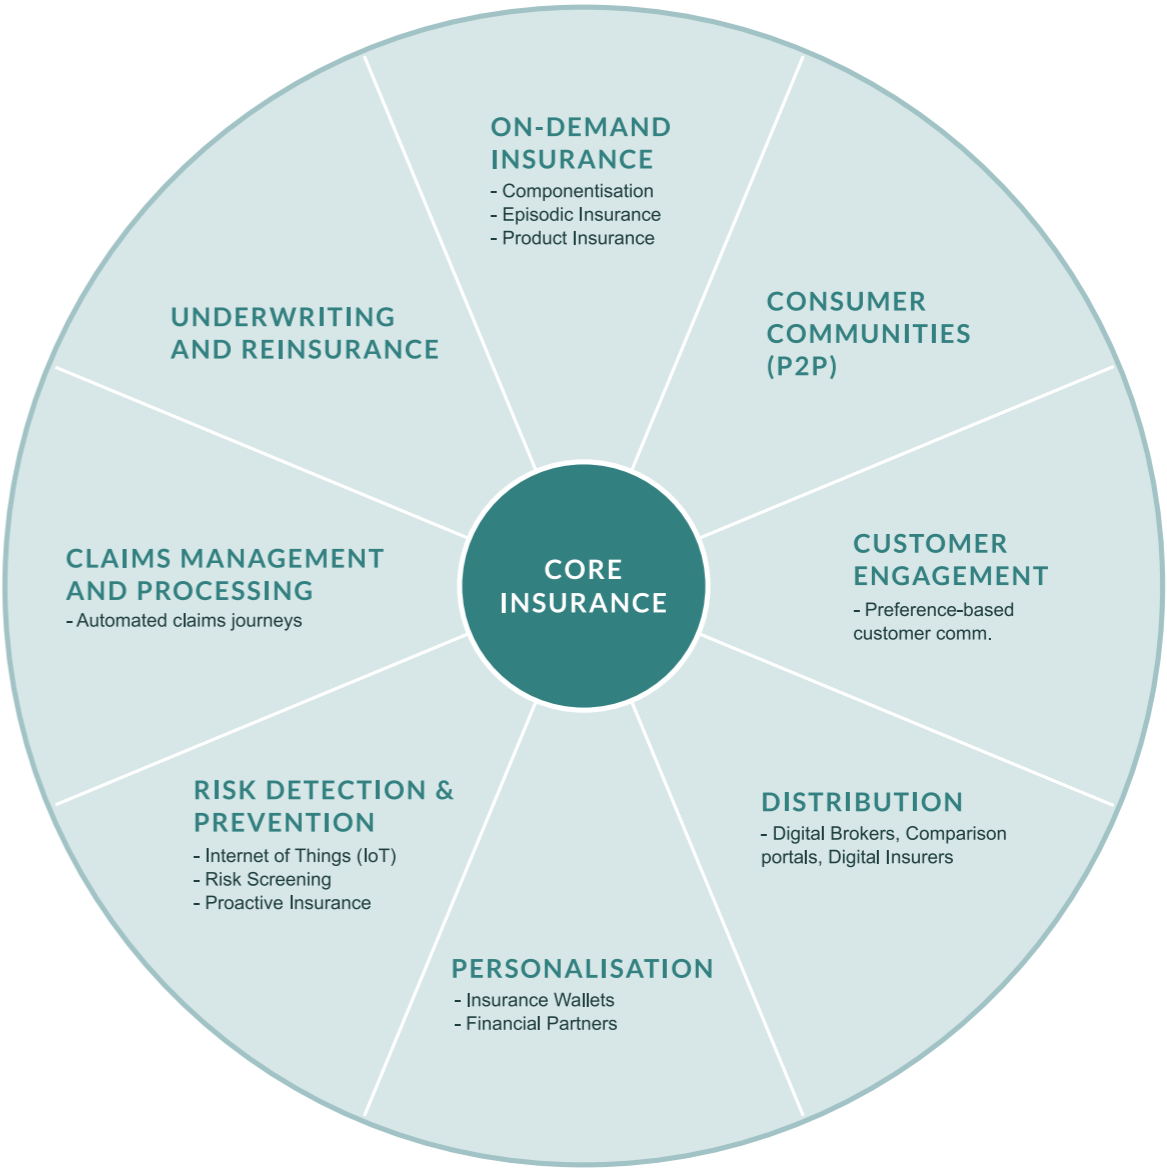 ON-DEMAND
INSURANCE
- Componentisation
- Episodic Insurance
- Product Insurance
CONSUMER
COMMUNITIES
(P2P)
CUSTOMER
ENGAGEMENT
- Preference-based
customer comm.
DISTRIBUTION
- Digital Brokers, Comparison
portals, Digital Insurers
PERSONALISATION
- Insurance Wallets
- Financial Partners
RISK DETECTION &
PREVENTION
- Internet of Things (IoT)
- Risk Screening
- Proactive Insurance
CLAIMS MANAGEMENT
AND PROCESSING
- Automated claims journeys
UNDERWRITING
AND REINSURANCE
CORE
INSURANCE